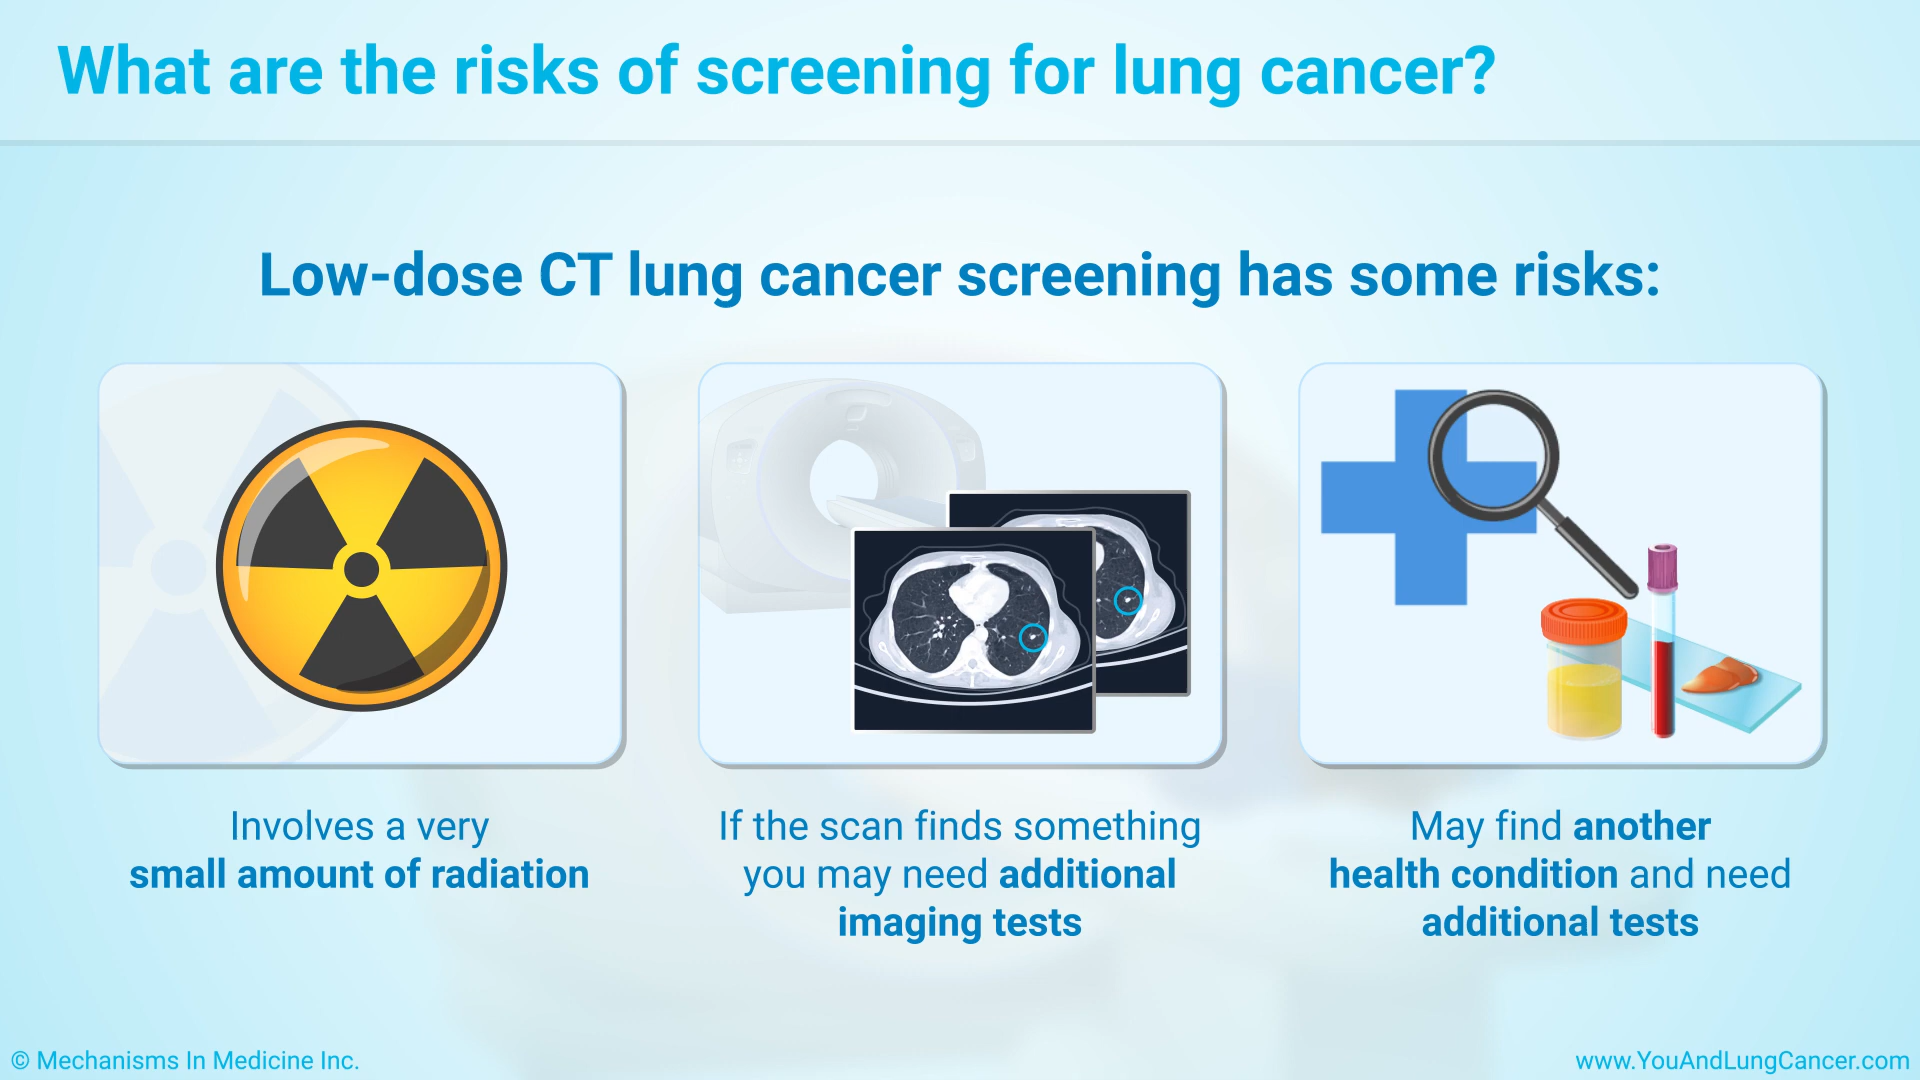 What are the risks of screening for lung cancer?
Low-dose CT lung cancer screening has some risks:
Involves a very
small amount of radiation
If the scan finds something
you may need additional
imaging tests
May find another
health condition and need
additional tests
© Mechanisms In Medicine Inc.
www.YouAndLungCancer.com